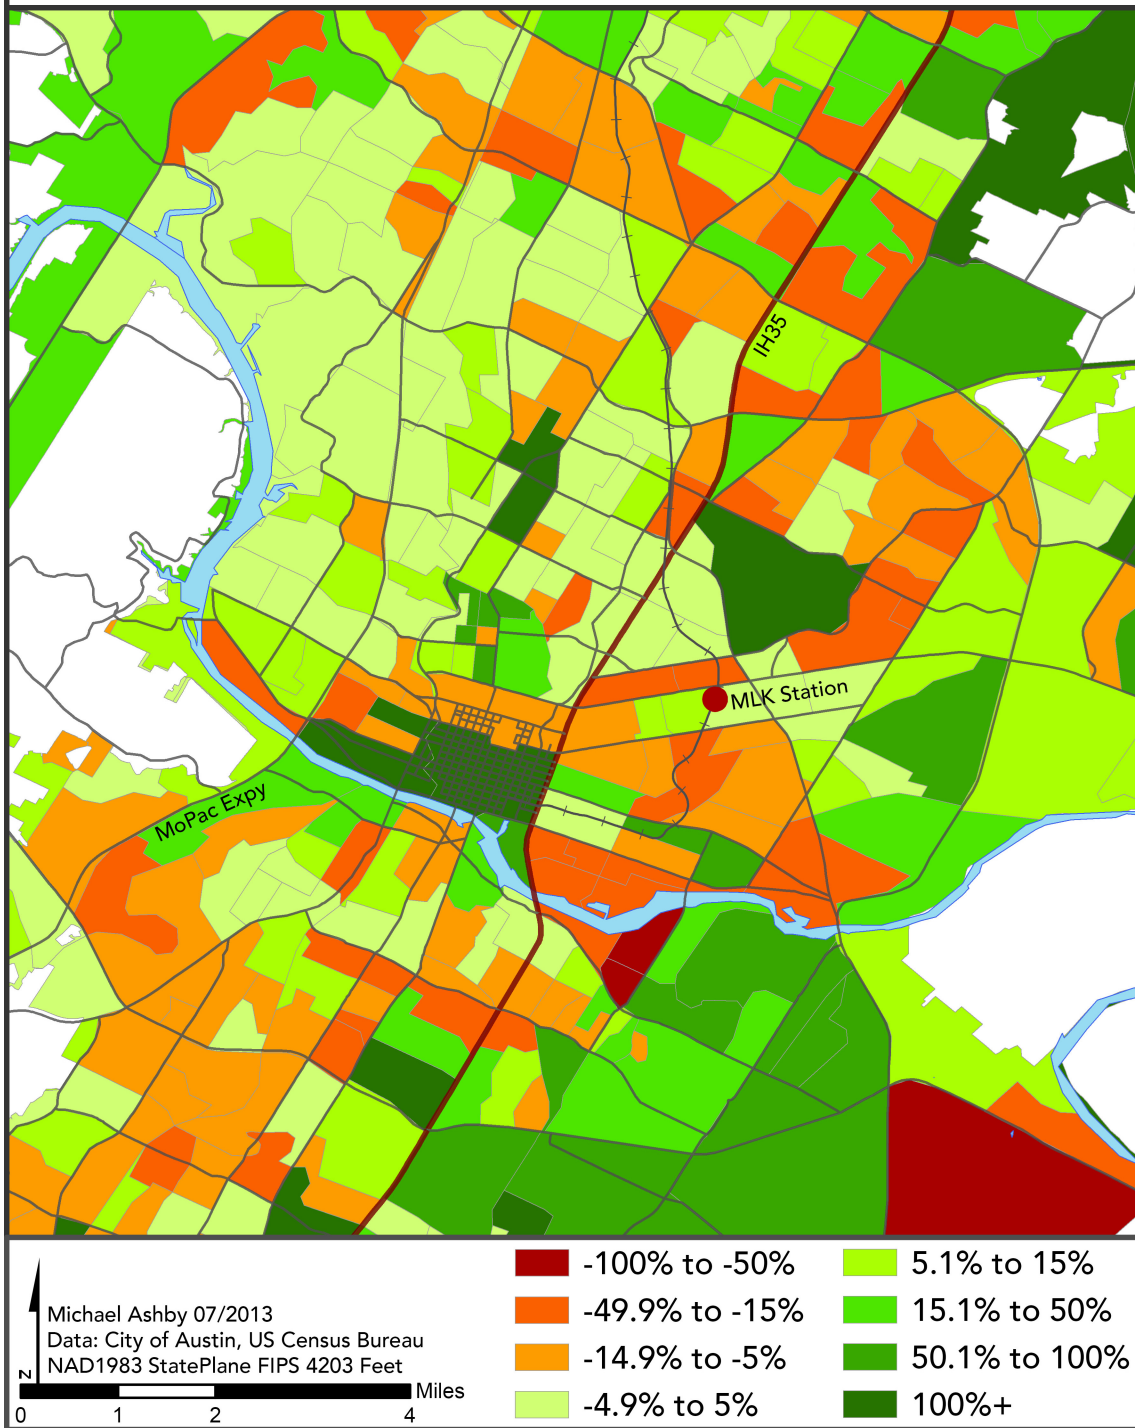 IH35
MLK Station
MoPac Expy
Michael Ashby 07/2013
Data: City of Austin, US Census Bureau
NAD1983 StatePlane FIPS 4203 Feet
N
Miles
0 1 2 4
-100% to -50%
-49.9% to -15%
-14.9% to -5%
-4.9% to 5%
5.1% to 15%
15.1% to 50%
50.1% to 100%
100%+